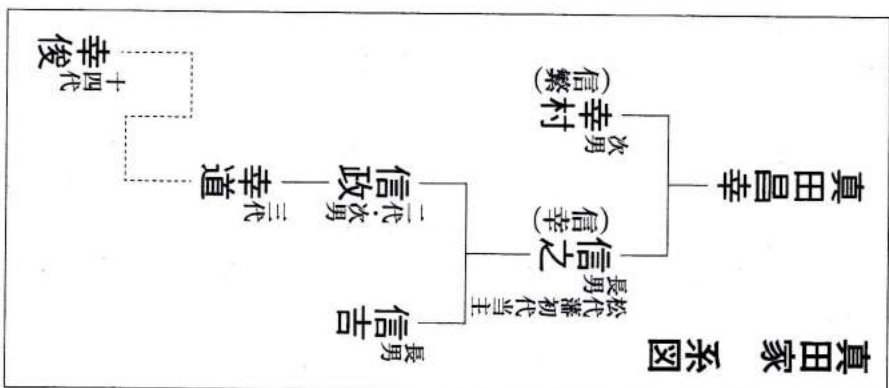 真田家 系図
真田昌幸
長男
松代藩初代当主
信之
(信幸)
次男
幸村
(信繁)
長男
信吉
二代・次男
信政
三代
幸道
十四代
幸俊